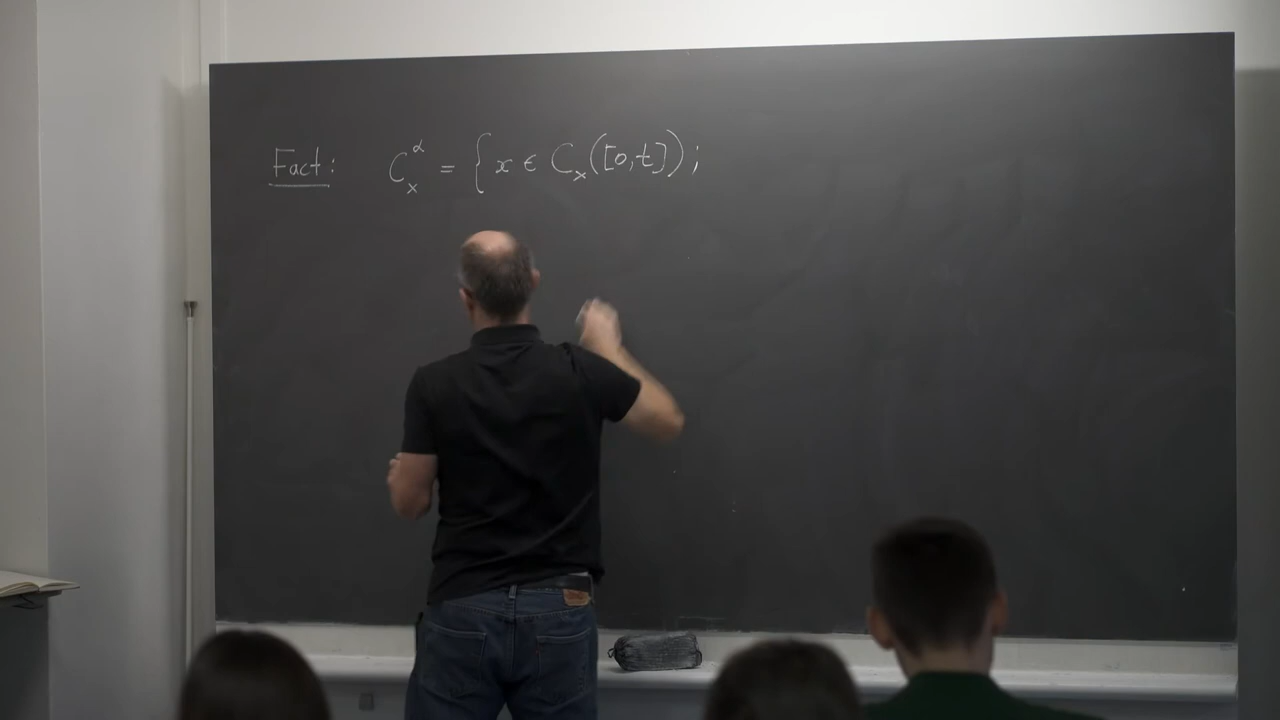 Fact: C_x^α = { x ∈ C_x([0,t]);